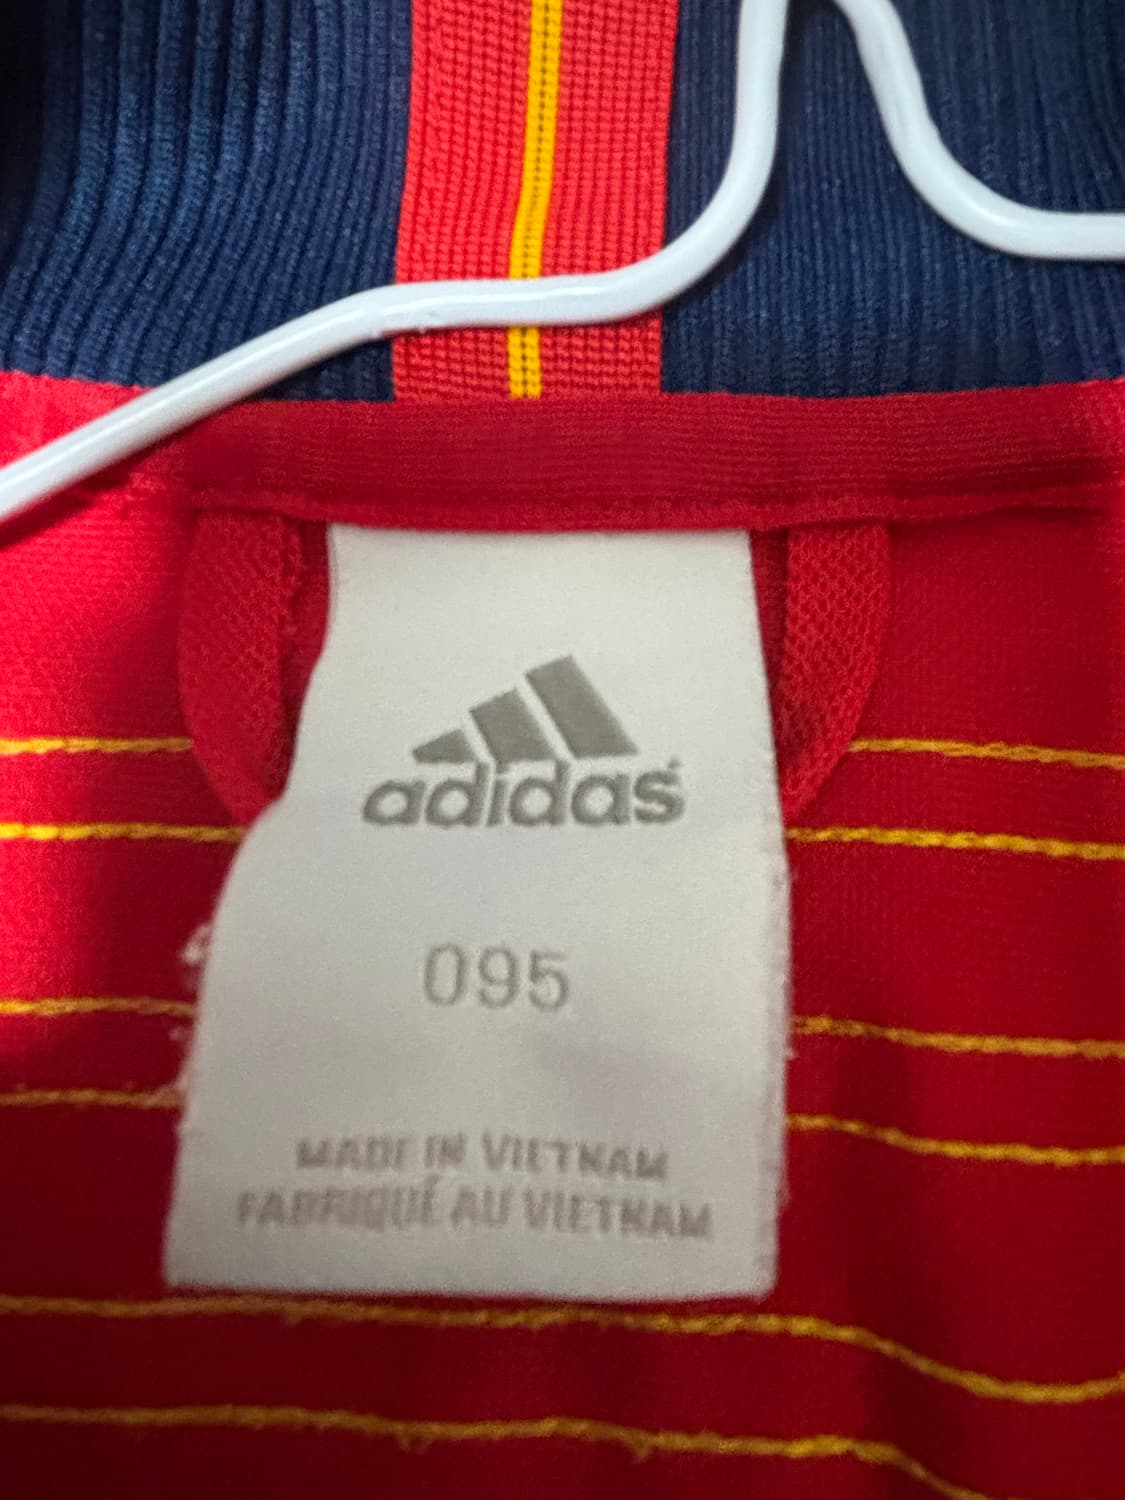 adidas
095
MADE IN VIETNAM
FABRIQUÉ AU VIETNAM